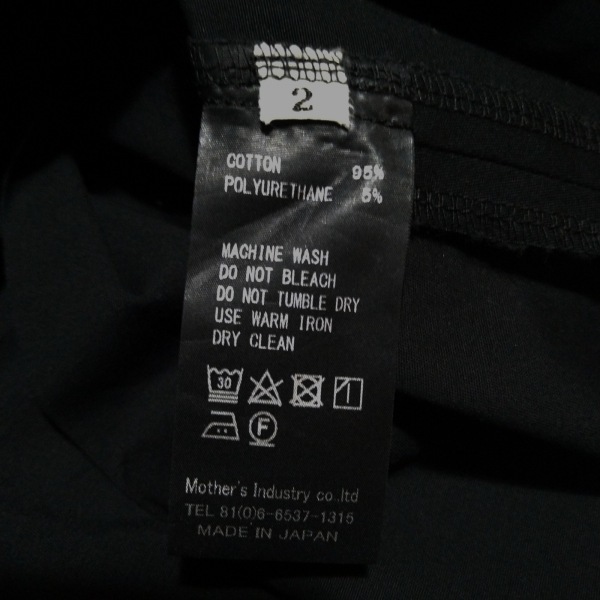 2
COTTON 95%
POLYURETHANE 5%
MACHINE WASH
DO NOT BLEACH
DO NOT TUMBLE DRY
USE WARM IRON
DRY CLEAN
30
F
Mother's Industry co.,ltd
TEL 81(0)6-6537-1315
MADE IN JAPAN